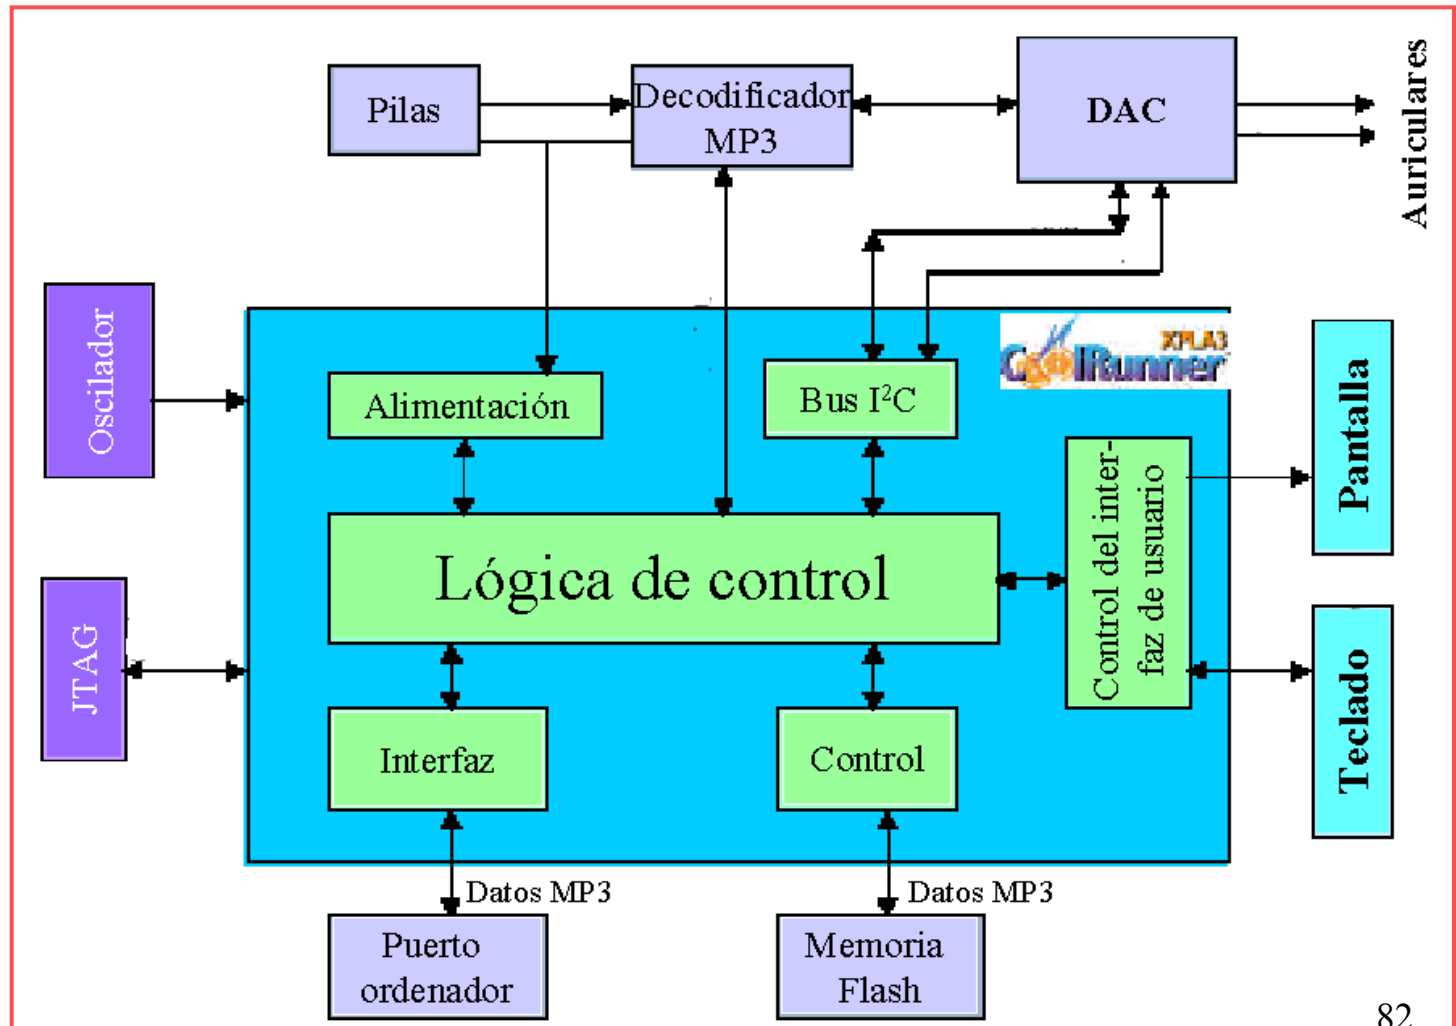 Pilas
Decodificador
MP3
DAC
Auriculares
Oscilador
XPLA3
CoolRunner
Alimentación
Bus I²C
Pantalla
Control del inter-
faz de usuario
Lógica de control
JTAG
Teclado
Interfaz
Control
Datos MP3
Datos MP3
Puerto
ordenador
Memoria
Flash
82